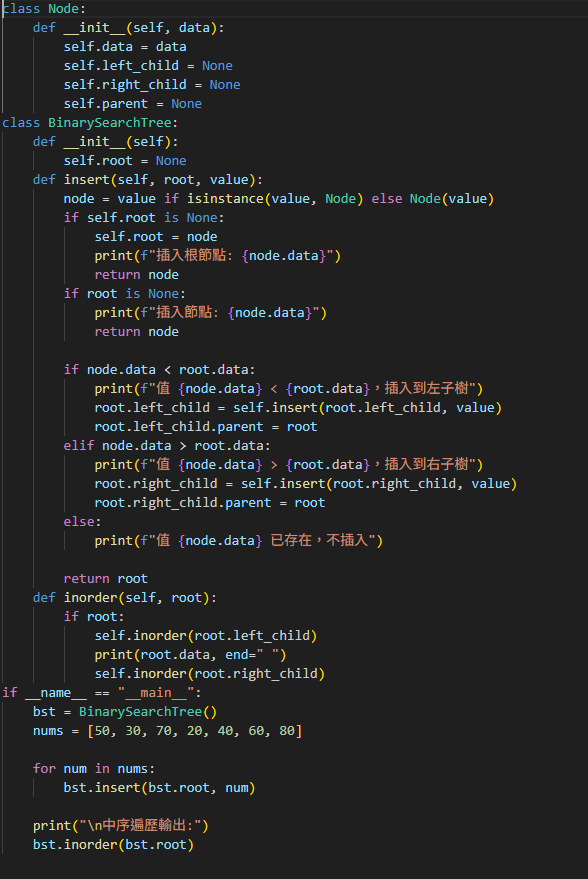 class Node:
    def __init__(self, data):
        self.data = data
        self.left_child = None
        self.right_child = None
        self.parent = None
class BinarySearchTree:
    def __init__(self):
        self.root = None
    def insert(self, root, value):
        node = value if isinstance(value, Node) else Node(value)
        if self.root is None:
            self.root = node
            print(f"插入根節點: {node.data}")
            return node
        if root is None:
            print(f"插入節點: {node.data}")
            return node

        if node.data < root.data:
            print(f"值 {node.data} < {root.data}，插入到左子樹")
            root.left_child = self.insert(root.left_child, value)
            root.left_child.parent = root
        elif node.data > root.data:
            print(f"值 {node.data} > {root.data}，插入到右子樹")
            root.right_child = self.insert(root.right_child, value)
            root.right_child.parent = root
        else:
            print(f"值 {node.data} 已存在，不插入")

        return root
    def inorder(self, root):
        if root:
            self.inorder(root.left_child)
            print(root.data, end=" ")
            self.inorder(root.right_child)
if __name__ == "__main__":
    bst = BinarySearchTree()
    nums = [50, 30, 70, 20, 40, 60, 80]

    for num in nums:
        bst.insert(bst.root, num)

    print("\n中序遍歷輸出:")
    bst.inorder(bst.root)